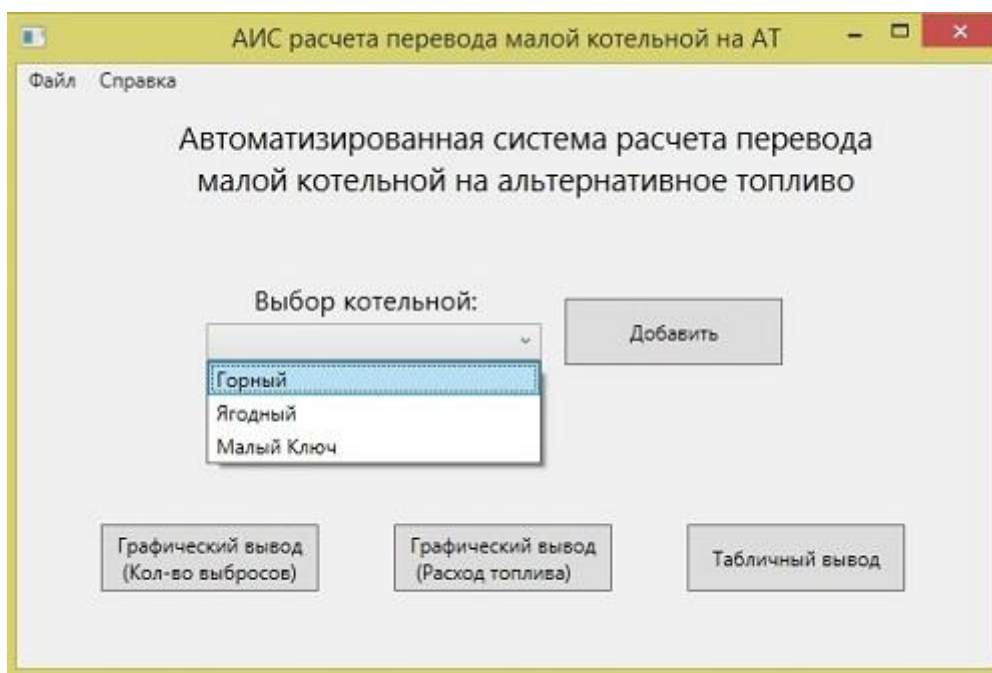 АИС расчета перевода малой котельной на АТ
Файл Справка
Автоматизированная система расчета перевода
малой котельной на альтернативное топливо
Выбор котельной:
Добавить
Горный
Ягодный
Малый Ключ
Графический вывод
(Кол-во выбросов)
Графический вывод
(Расход топлива)
Табличный вывод